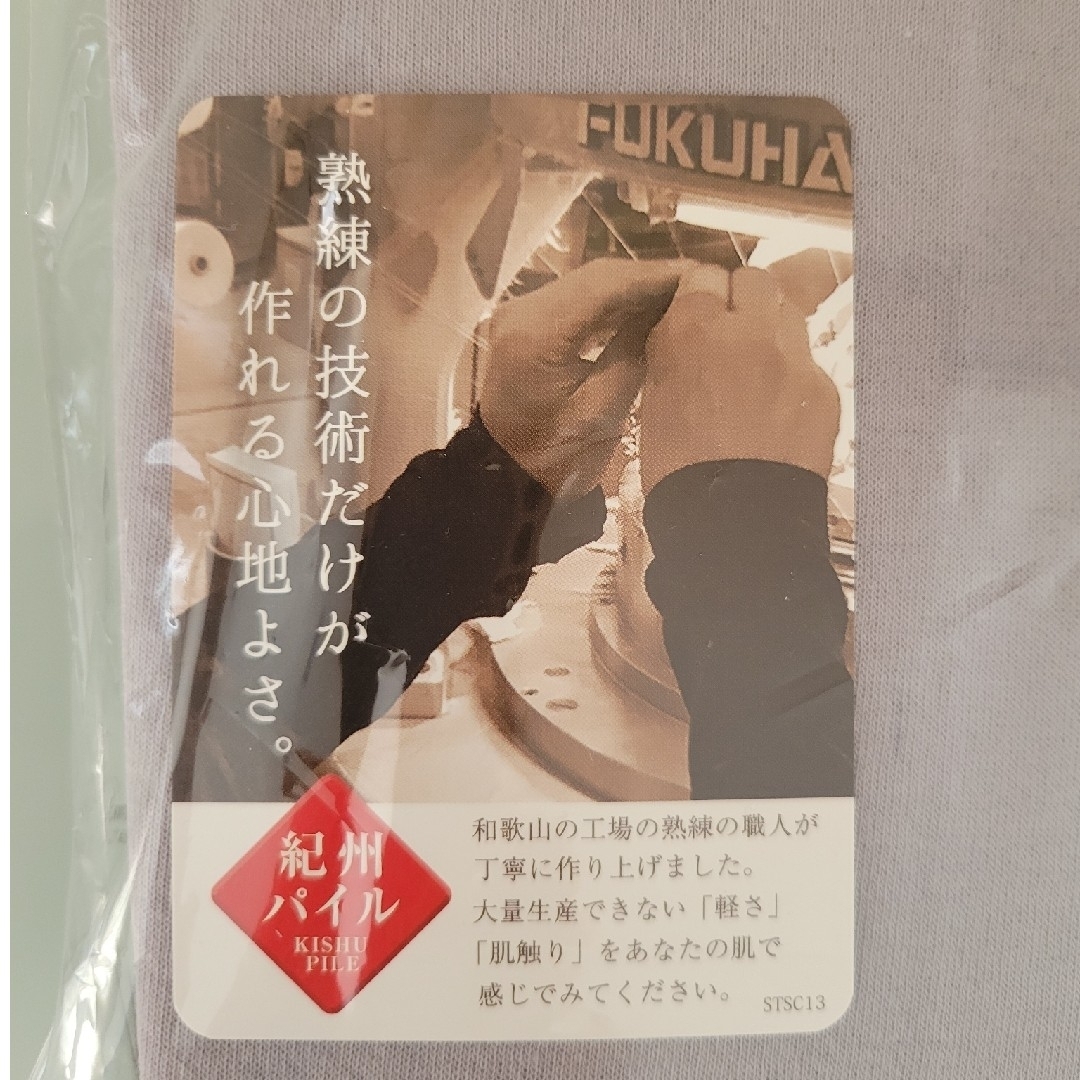 FUKUHA
熟練の技術だけが
作れる心地よさ。
紀州
パイル
KISHU
PILE
和歌山の工場の熟練の職人が
丁寧に作り上げました。
大量生産できない「軽さ」
「肌触り」をあなたの肌で
感じでみてください。
STSC13